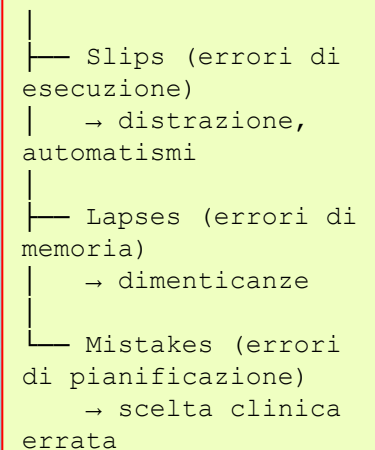 │
├── Slips (errori di
esecuzione)
│   → distrazione,
automatismi
│
├── Lapses (errori di
memoria)
│   → dimenticanze
│
└── Mistakes (errori
di pianificazione)
    → scelta clinica
errata